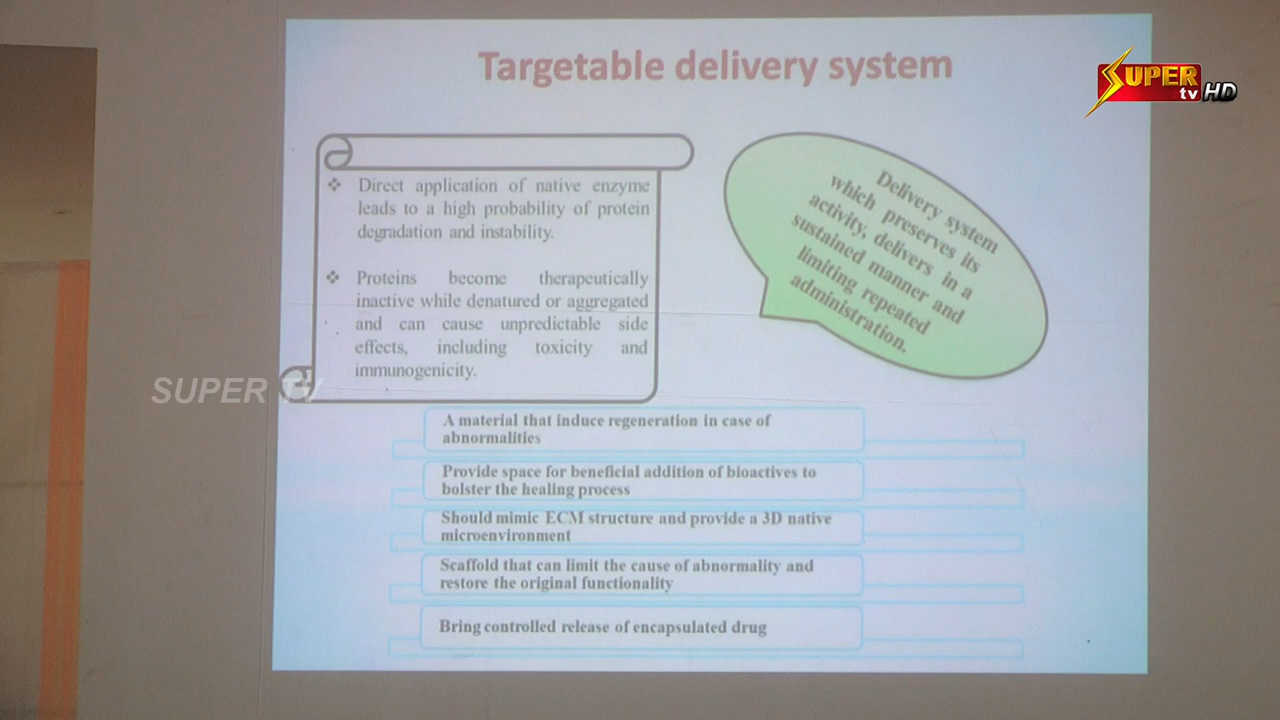 Targetable delivery system
SUPER
tv HD
Direct application of native enzyme
leads to a high probability of protein
degradation and instability.
Proteins become therapeutically
inactive while denatured or aggregated
and can cause unpredictable side
effects, including toxicity and
immunogenicity.
Delivery system
which preserves its
activity, delivers in a
sustained manner and
limiting repeated
administration.
SUPER TV
A material that induce regeneration in case of
abnormalities
Provide space for beneficial addition of bioactives to
bolster the healing process
Should mimic ECM structure and provide a 3D native
microenvironment
Scaffold that can limit the cause of abnormality and
restore the original functionality
Bring controlled release of encapsulated drug